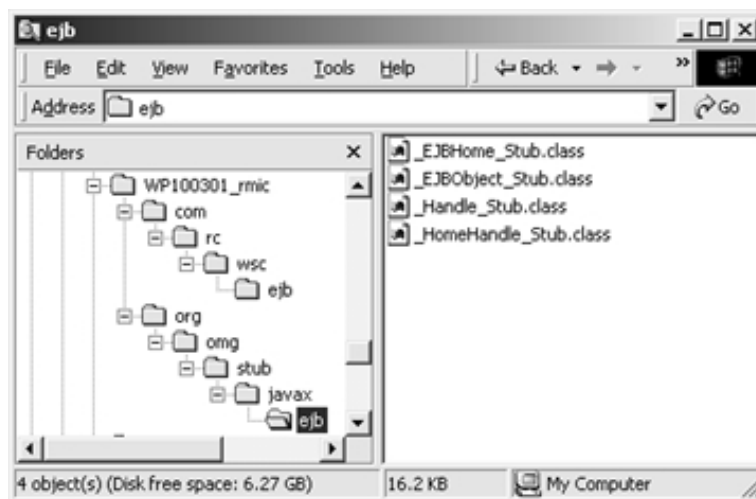 ejb
File Edit View Favorites Tools Help Back »
Address ejb Go
Folders
WP100301_rmic
com
rc
wsc
ejb
org
omg
stub
javax
ejb
_EJBHome_Stub.class
_EJBObject_Stub.class
_Handle_Stub.class
_HomeHandle_Stub.class
4 object(s) (Disk free space: 6.27 GB) 16.2 KB My Computer